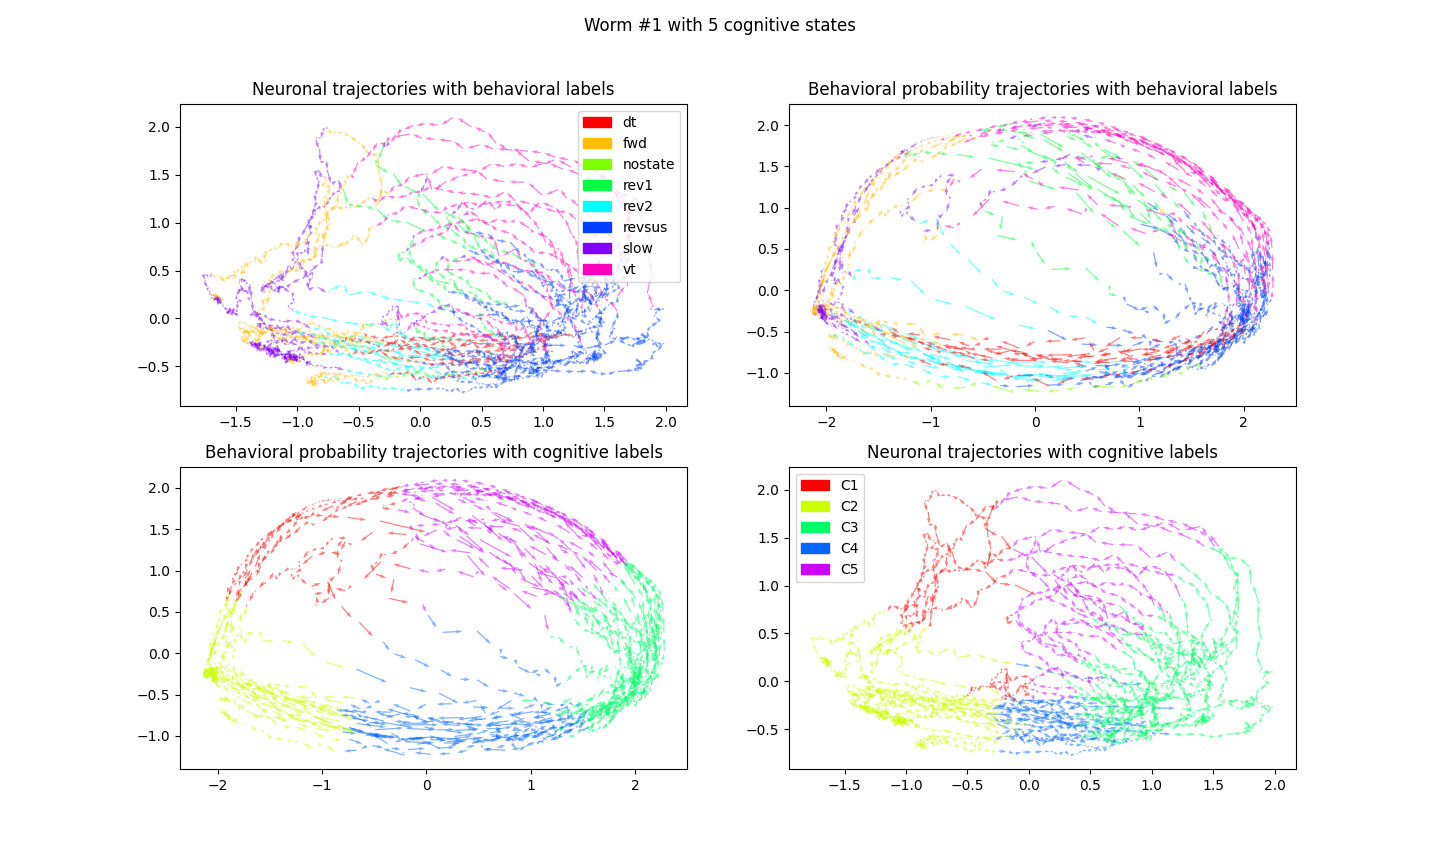 Worm #1 with 5 cognitive states
Neuronal trajectories with behavioral labels
2.0
1.5
1.0
0.5
0.0
−0.5
−1.5
−1.0
−0.5
0.0
0.5
1.0
1.5
2.0
dt
fwd
nostate
rev1
rev2
revsus
slow
vt
Behavioral probability trajectories with behavioral labels
2.0
1.5
1.0
0.5
0.0
−0.5
−1.0
−2
−1
0
1
2
Behavioral probability trajectories with cognitive labels
2.0
1.5
1.0
0.5
0.0
−0.5
−1.0
−2
−1
0
1
2
Neuronal trajectories with cognitive labels
2.0
1.5
1.0
0.5
0.0
−0.5
−1.5
−1.0
−0.5
0.0
0.5
1.0
1.5
2.0
C1
C2
C3
C4
C5